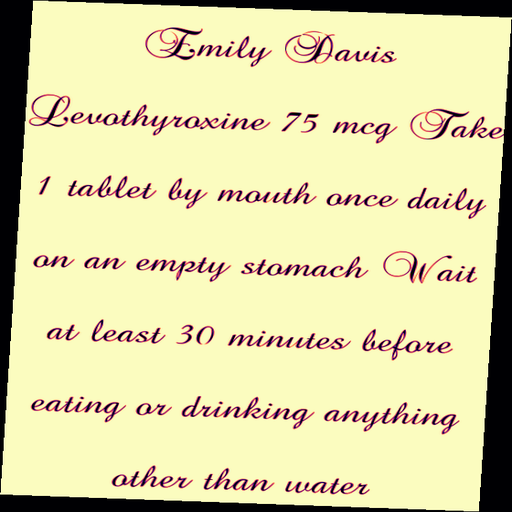 Emily Davis
Levothyroxine 75 mcg Take
1 tablet by mouth once daily
on an empty stomach Wait
at least 30 minutes before
eating or drinking anything
other than water